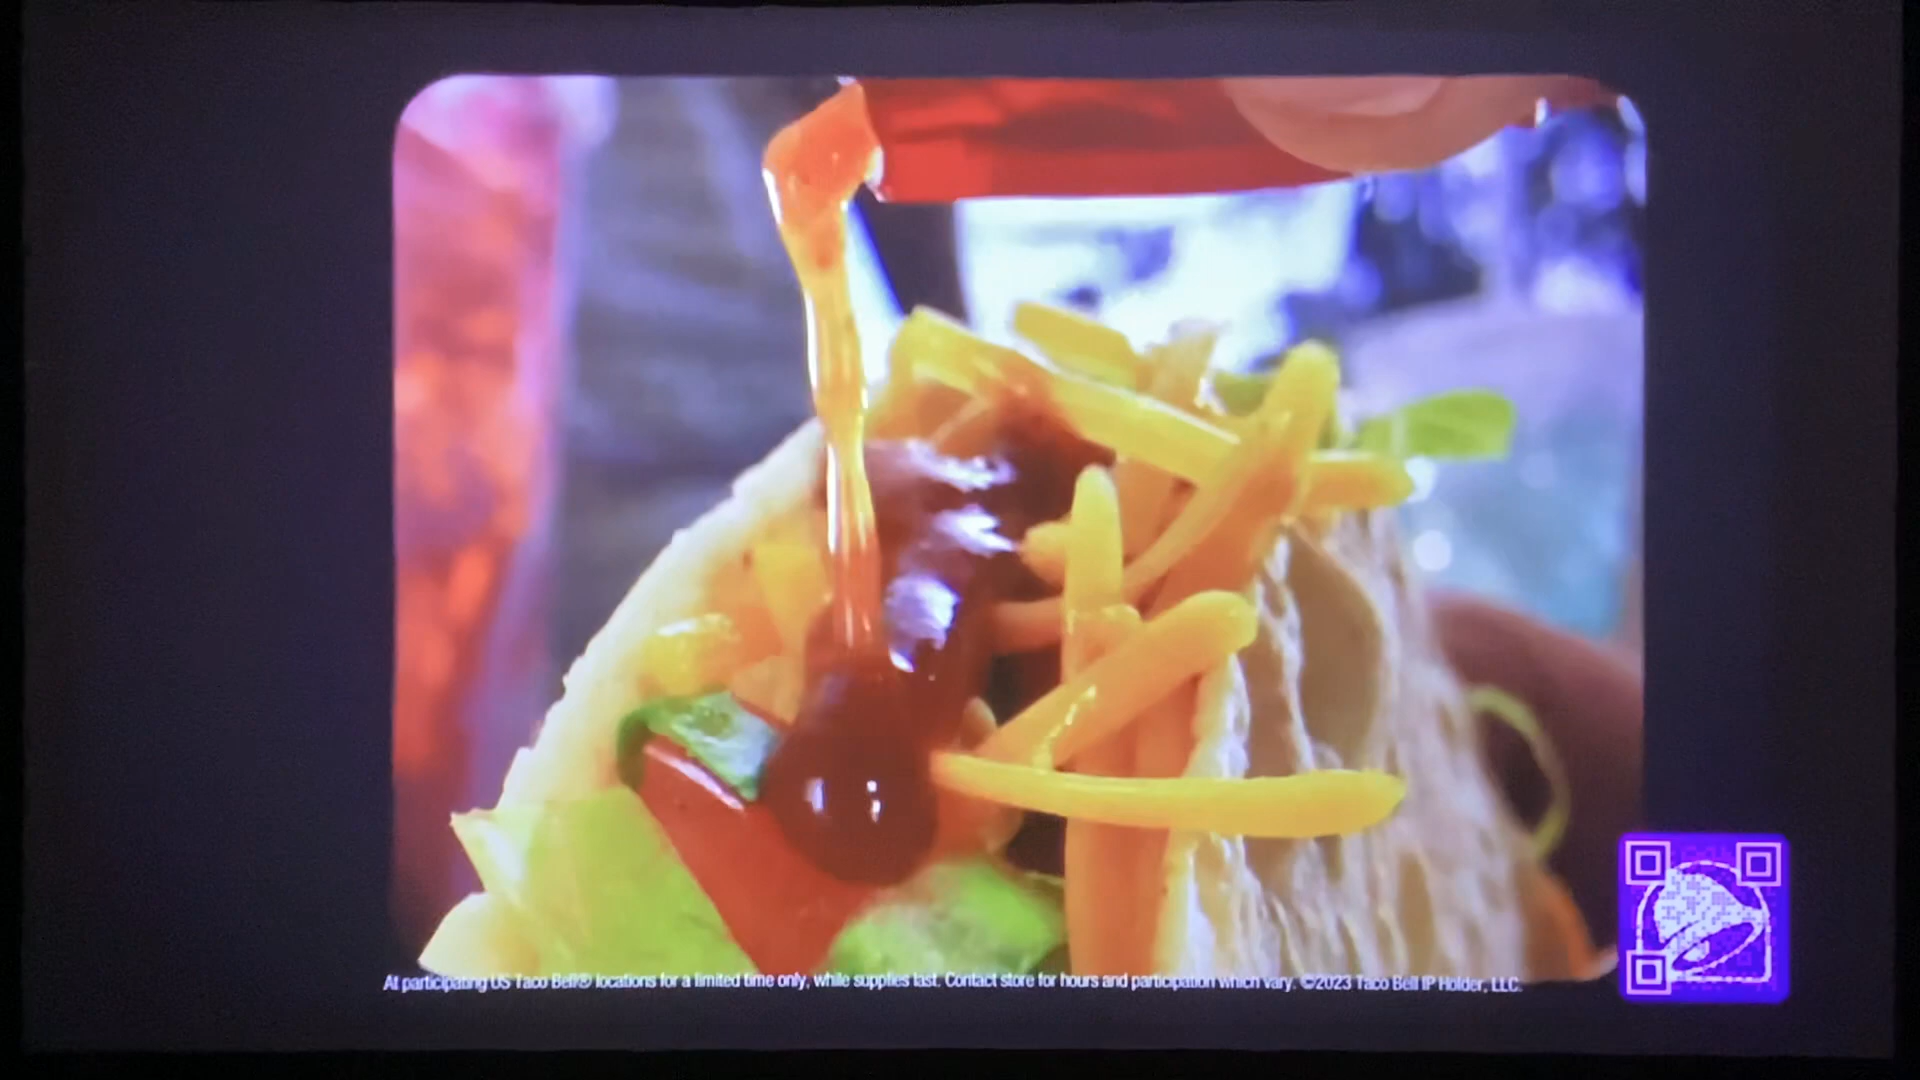 At participating US Taco Bell® locations for a limited time only, while supplies last. Contact store for hours and participation which vary. ©2023 Taco Bell IP Holder, LLC.